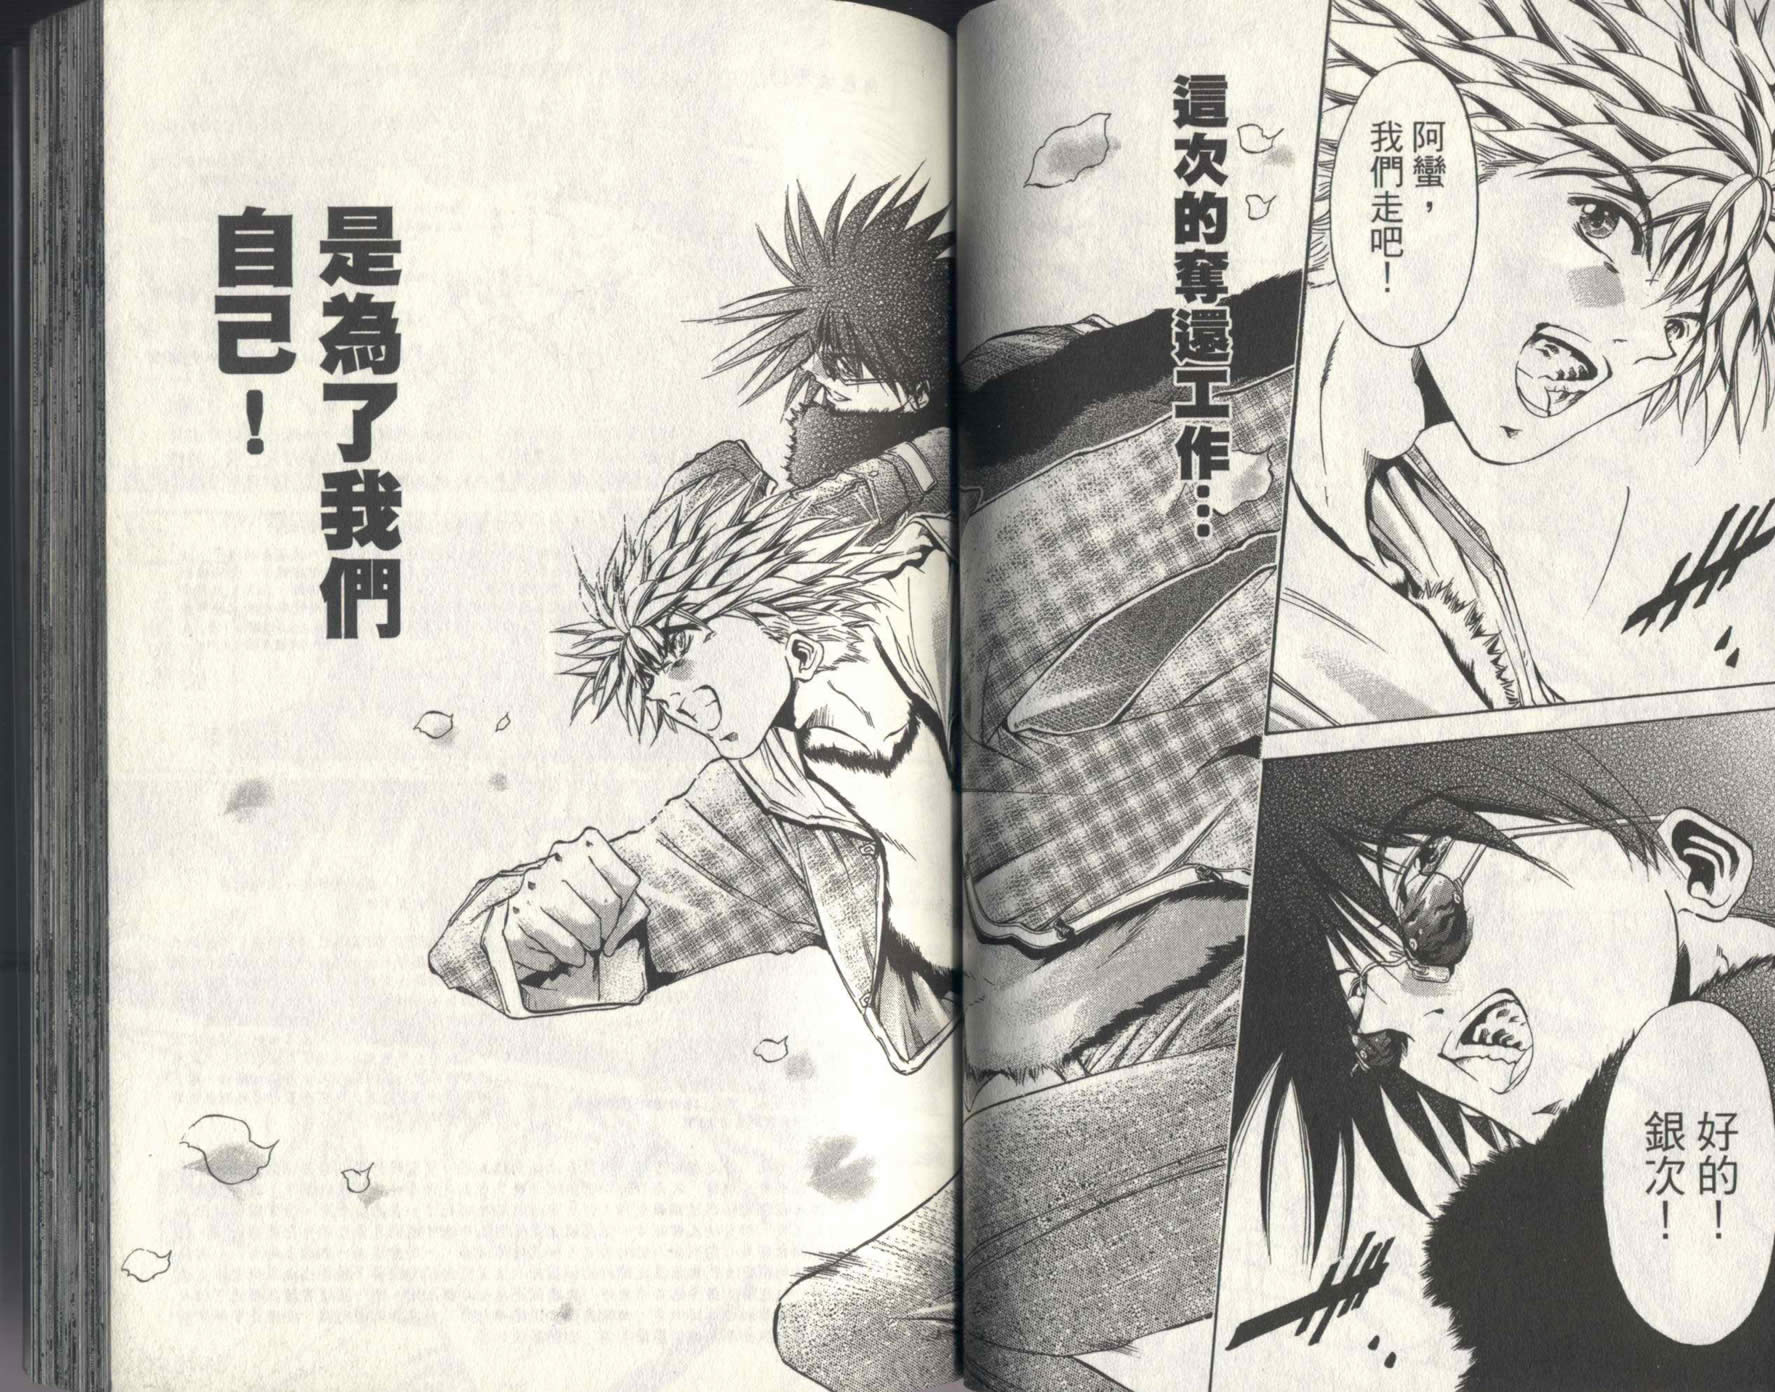 阿蠻，
我們走吧！
好的！
銀次！
這次的奪還工作…
是為了我們
自己！